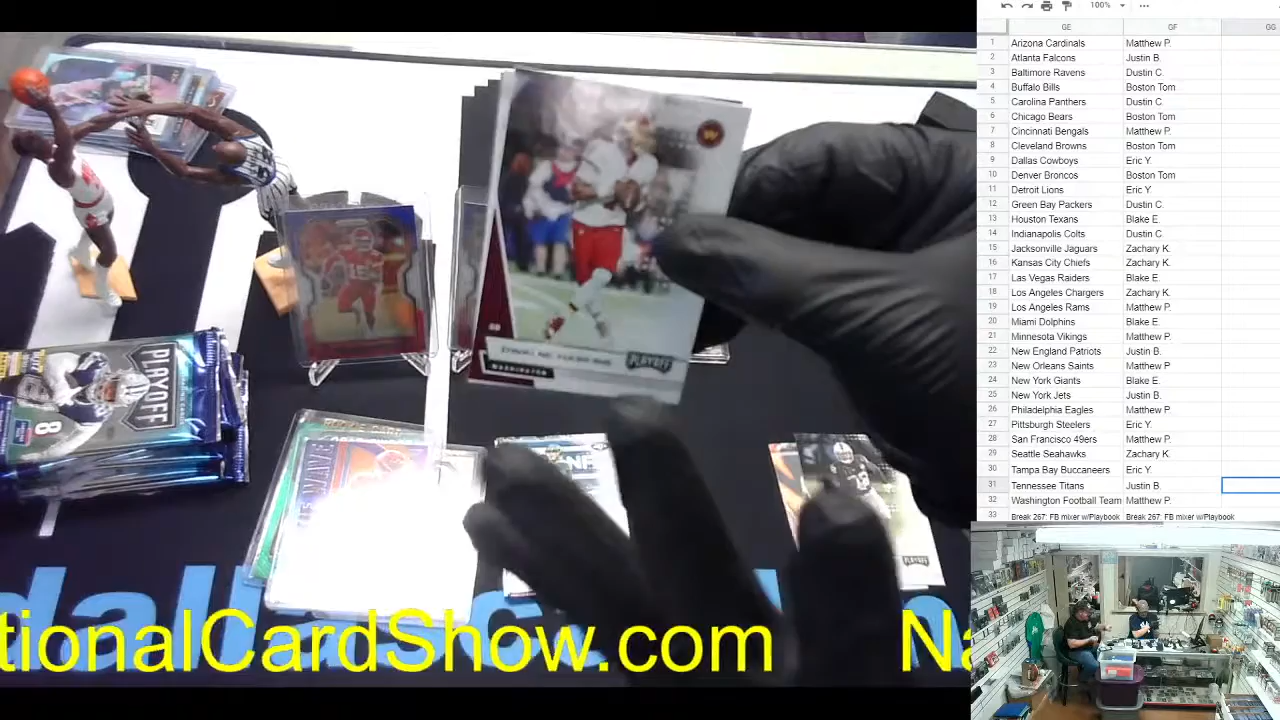 100%
GE GF GG
1 Arizona Cardinals Matthew P.
2 Atlanta Falcons Justin B.
3 Baltimore Ravens Dustin C.
4 Buffalo Bills Boston Tom
5 Carolina Panthers Dustin C
6 Chicago Bears Boston Tom
7 Cincinnati Bengals Matthew P.
8 Cleveland Browns Boston Tom
9 Dallas Cowboys Eric Y.
10 Denver Broncos Boston Tom
11 Detroit Lions Eric Y.
12 Green Bay Packers Dustin C.
13 Houston Texans Blake E.
14 Indianapolis Colts Dustin C.
15 Jacksonville Jaguars Zachary K.
16 Kansas City Chiefs Zachary K.
17 Las Vegas Raiders Blake E.
18 Los Angeles Chargers Zachary K.
19 Los Angeles Rams Matthew P.
20 Miami Dolphins Blake E.
21 Minnesota Vikings Matthew P.
22 New England Patriots Justin B.
23 New Orleans Saints Matthew P
24 New York Giants Blake E.
25 New York Jets Justin B.
26 Philadelphia Eagles Matthew P.
27 Pittsburgh Steelers Eric Y.
28 San Francisco 49ers Matthew P.
29 Seattle Seahawks Zachary K.
30 Tampa Bay Buccaneers Eric Y.
31 Tennessee Titans Justin B.
32 Washington Football Team Matthew P.
33 Break 267: FB mixer w/Playbook Break 267: FB mixer w/Playbook
PLAYOFF
8
PLAYOFF
WASHINGTON
PLAYOFF
tionalCardShow.com Na